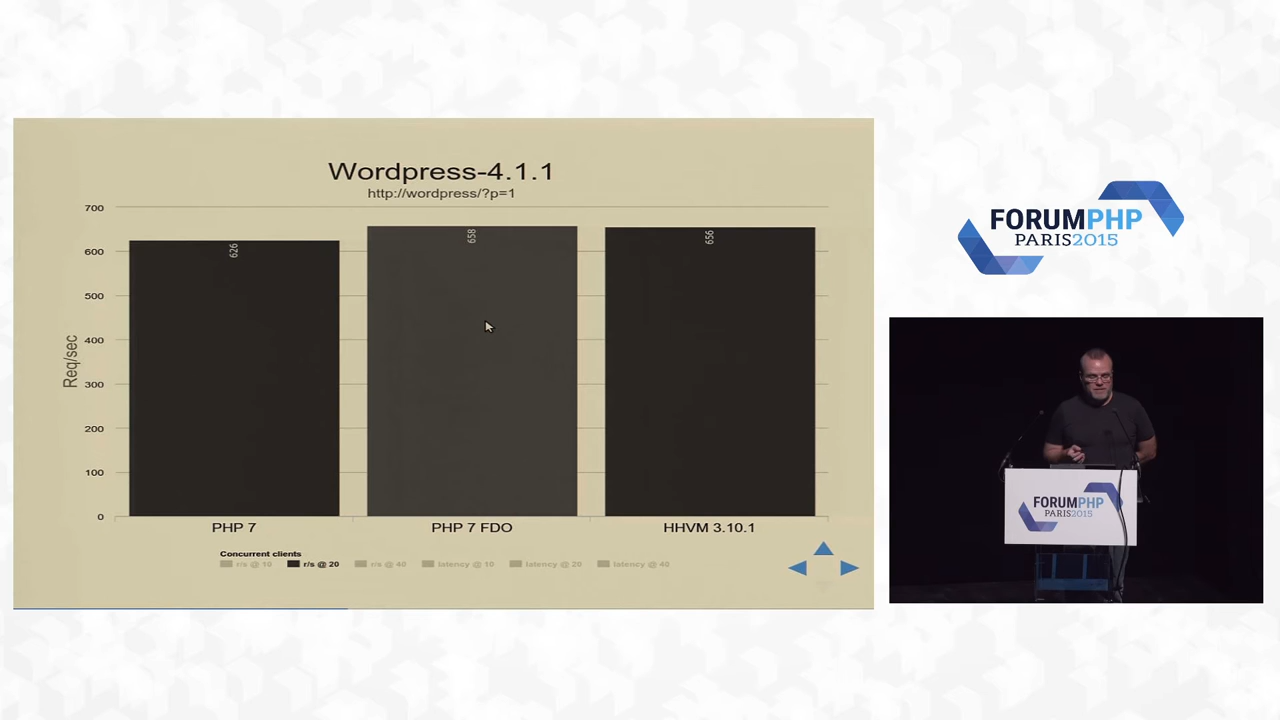 Wordpress-4.1.1
http://wordpress/?p=1
Req/sec
700
600
500
400
300
200
100
0
626
658
656
PHP 7
PHP 7 FDO
HHVM 3.10.1
Concurrent clients
r/s @ 10
r/s @ 20
r/s @ 40
latency @ 10
latency @ 20
latency @ 40
FORUMPHP
PARIS2015
FORUMPHP
PARIS2015